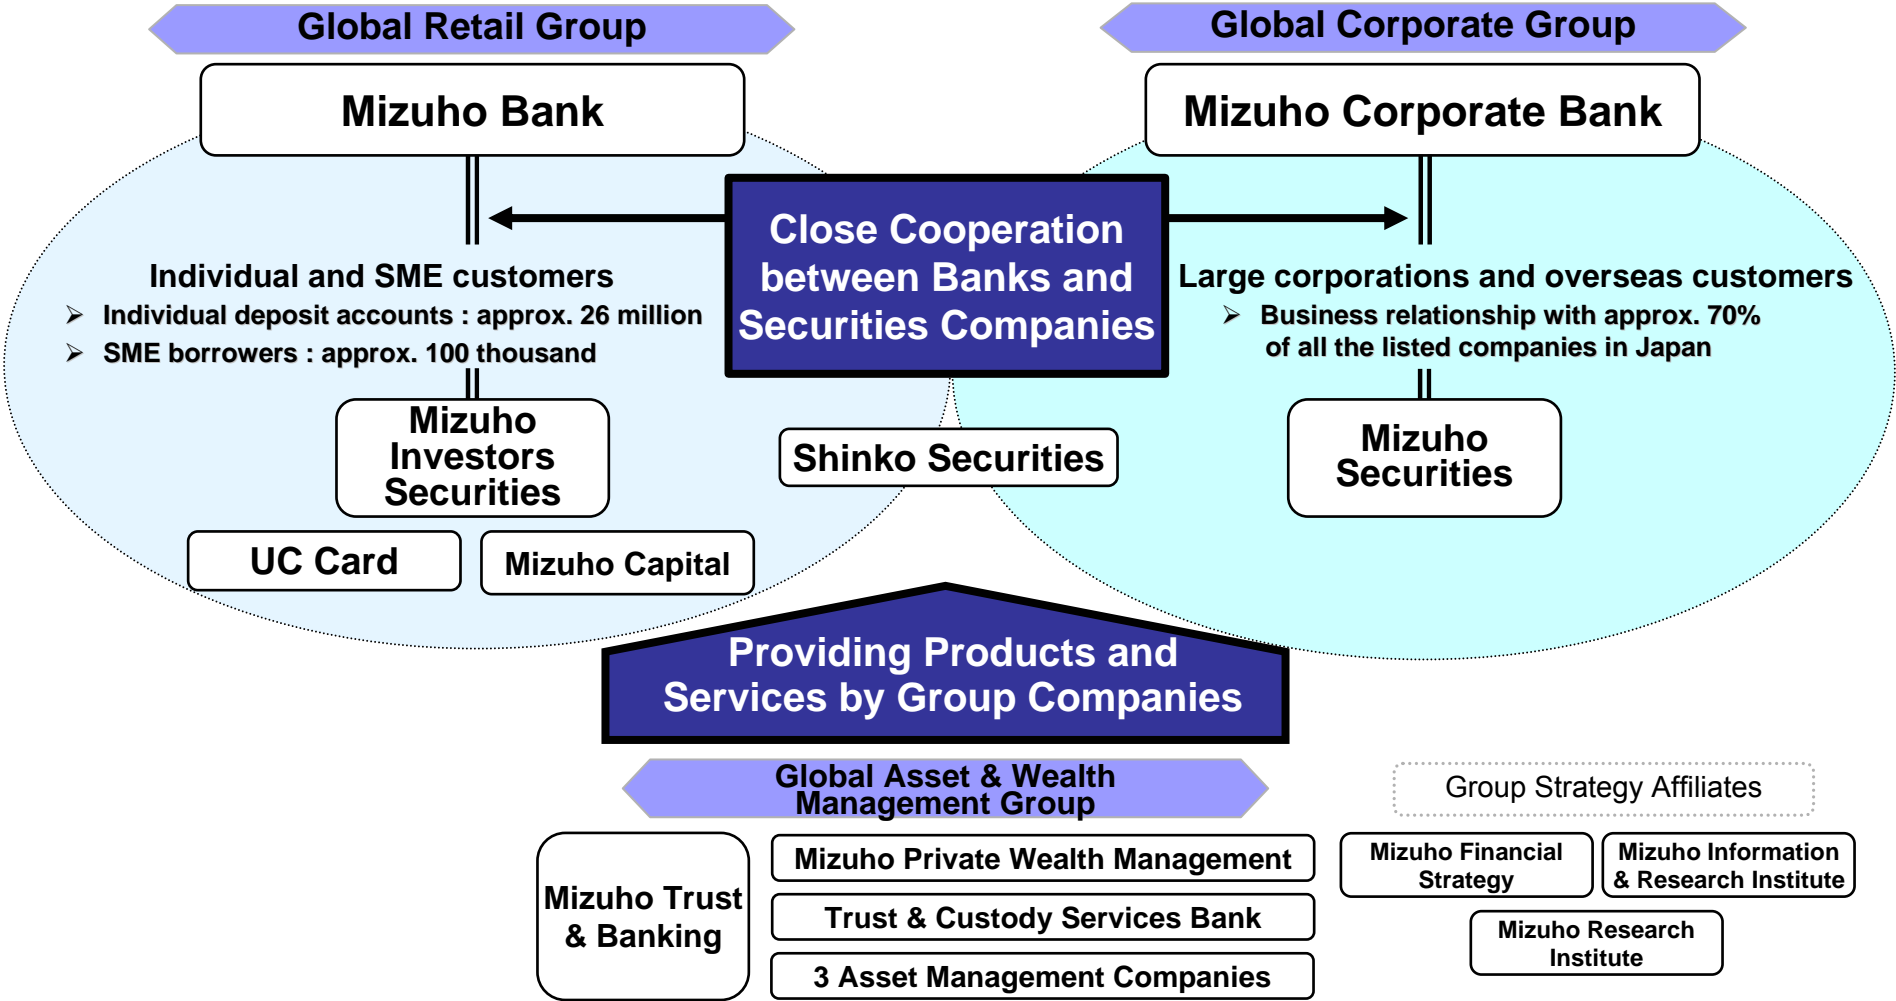 Global Retail Group
Global Corporate Group
Mizuho Bank
Mizuho Corporate Bank
Close Cooperation
between Banks and
Securities Companies
Individual and SME customers
➢ Individual deposit accounts : approx. 26 million
➢ SME borrowers : approx. 100 thousand
Large corporations and overseas customers
➢ Business relationship with approx. 70%
of all the listed companies in Japan
Mizuho
Investors
Securities
Shinko Securities
Mizuho
Securities
UC Card
Mizuho Capital
Providing Products and
Services by Group Companies
Global Asset & Wealth
Management Group
Group Strategy Affiliates
Mizuho Trust
& Banking
Mizuho Private Wealth Management
Trust & Custody Services Bank
3 Asset Management Companies
Mizuho Financial
Strategy
Mizuho Information
& Research Institute
Mizuho Research
Institute